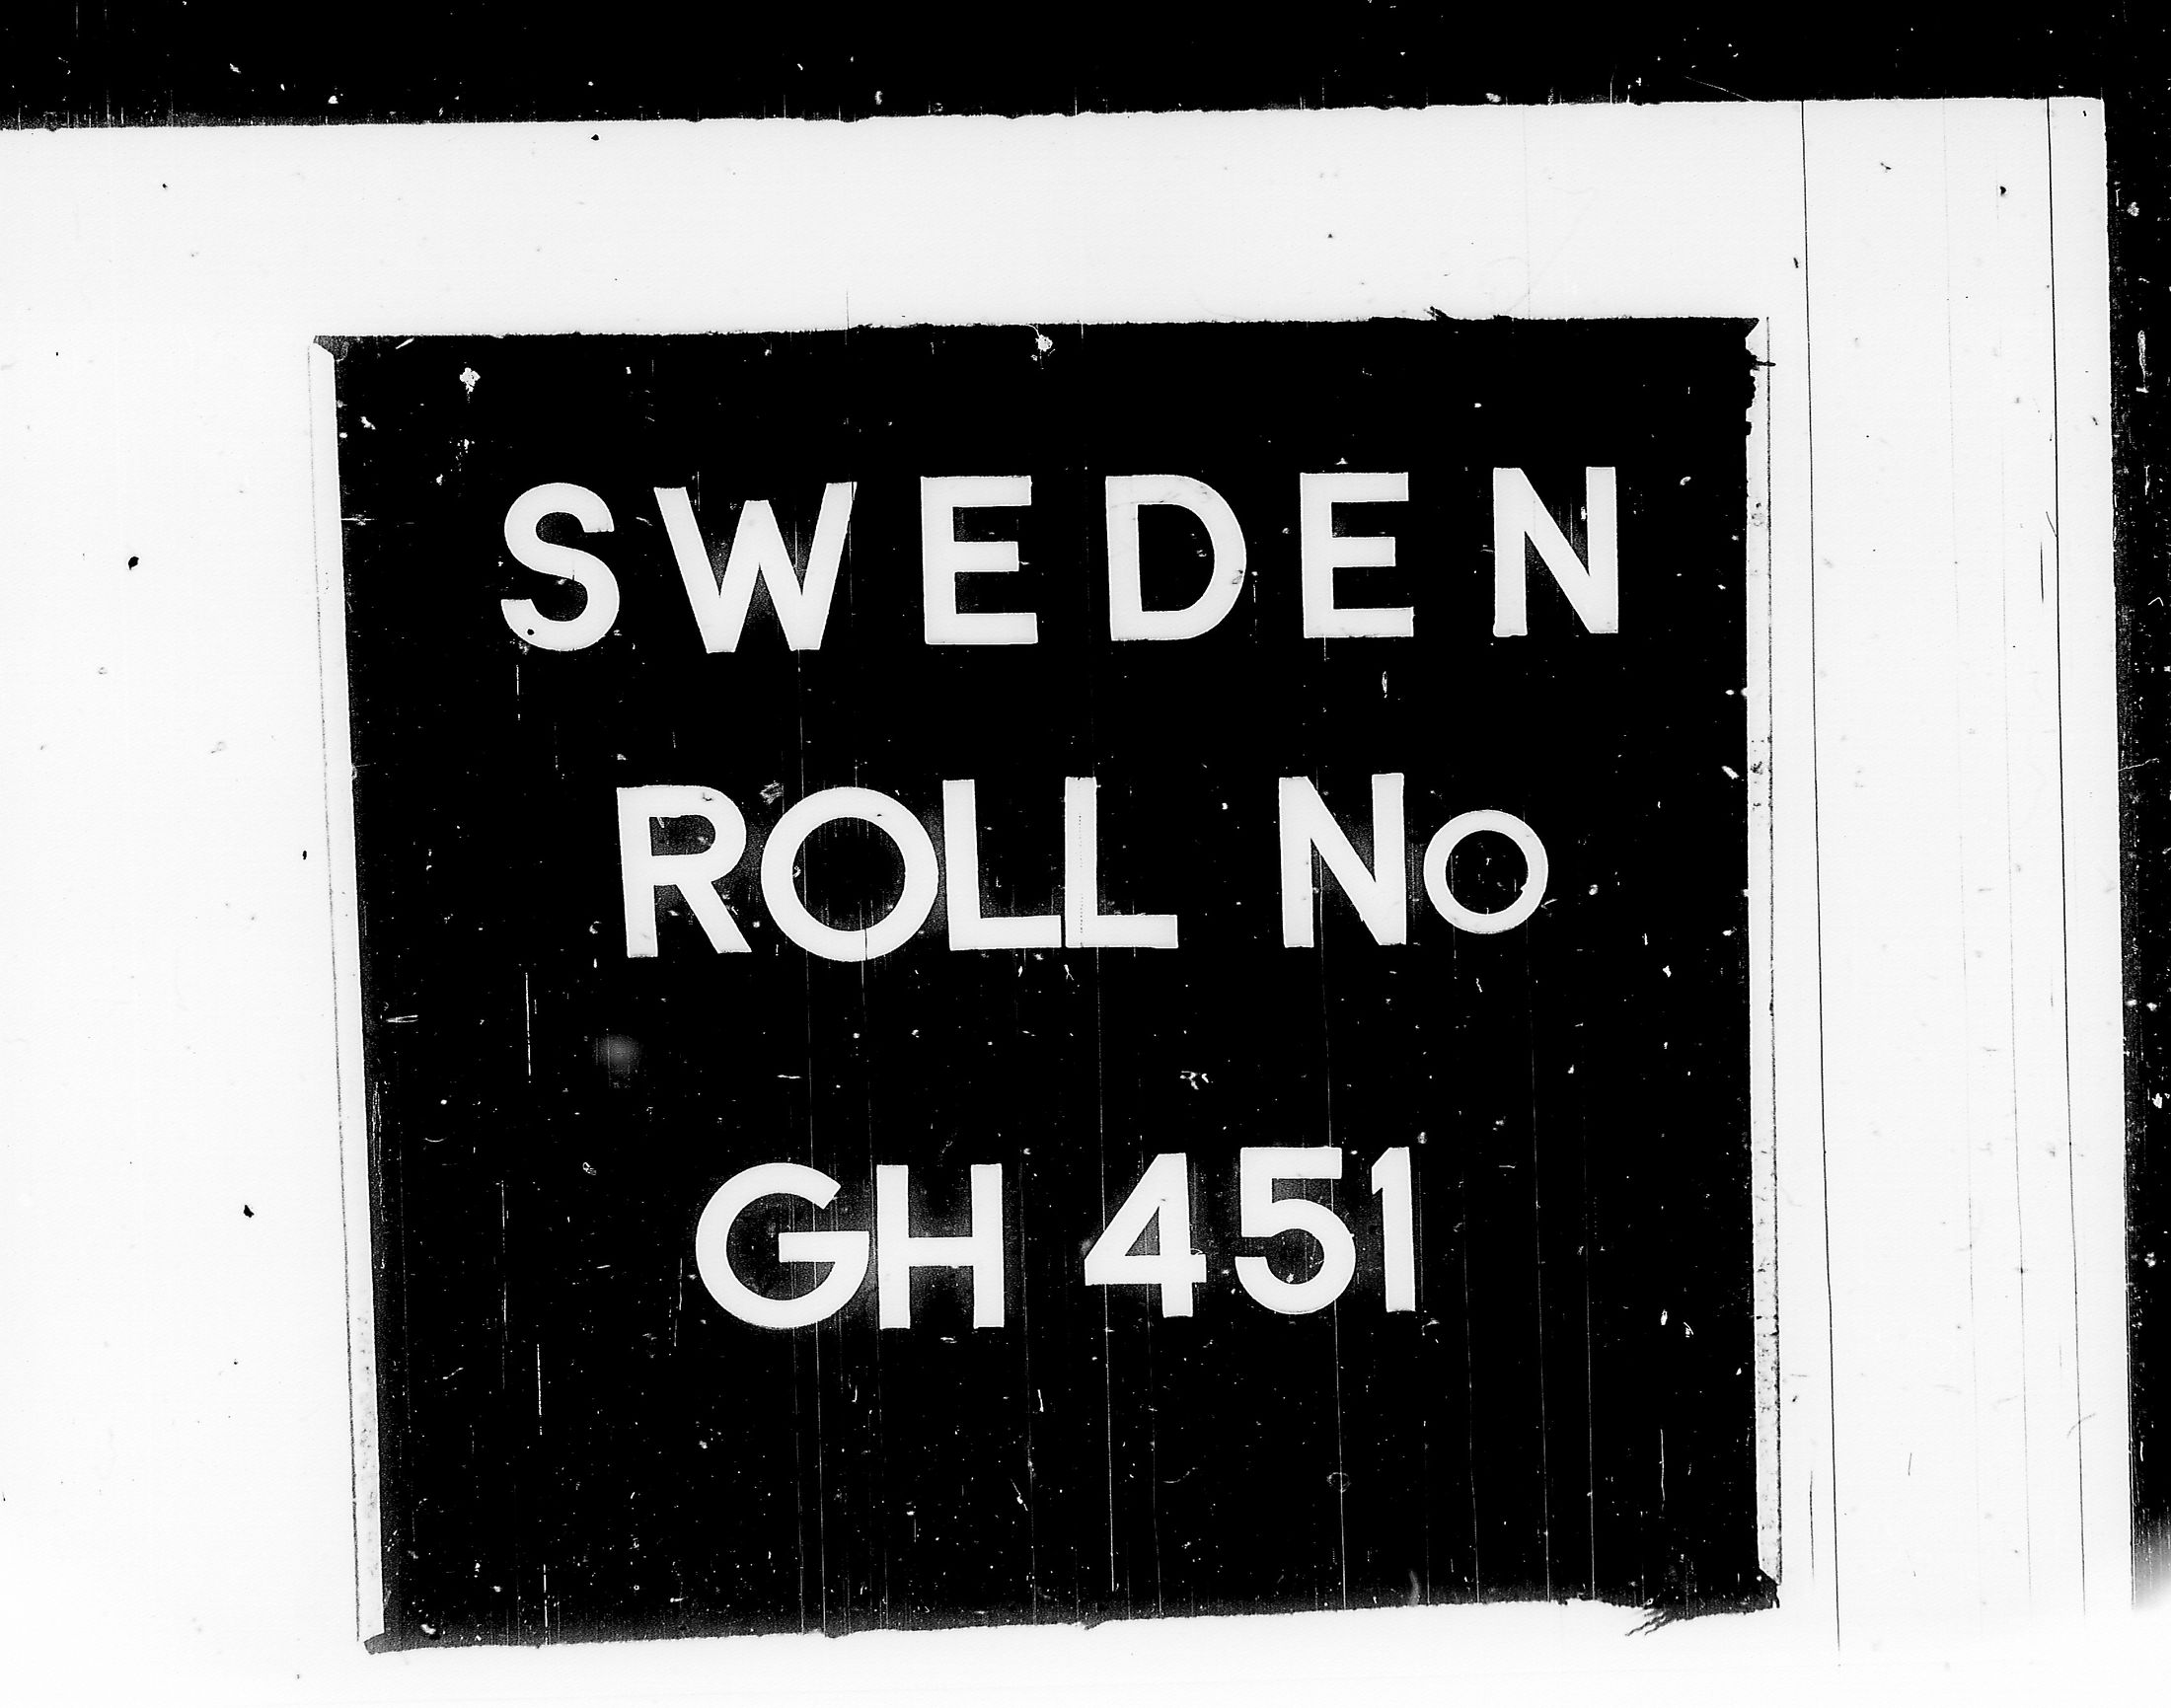 SWEDEN
ROLL No
GH 451